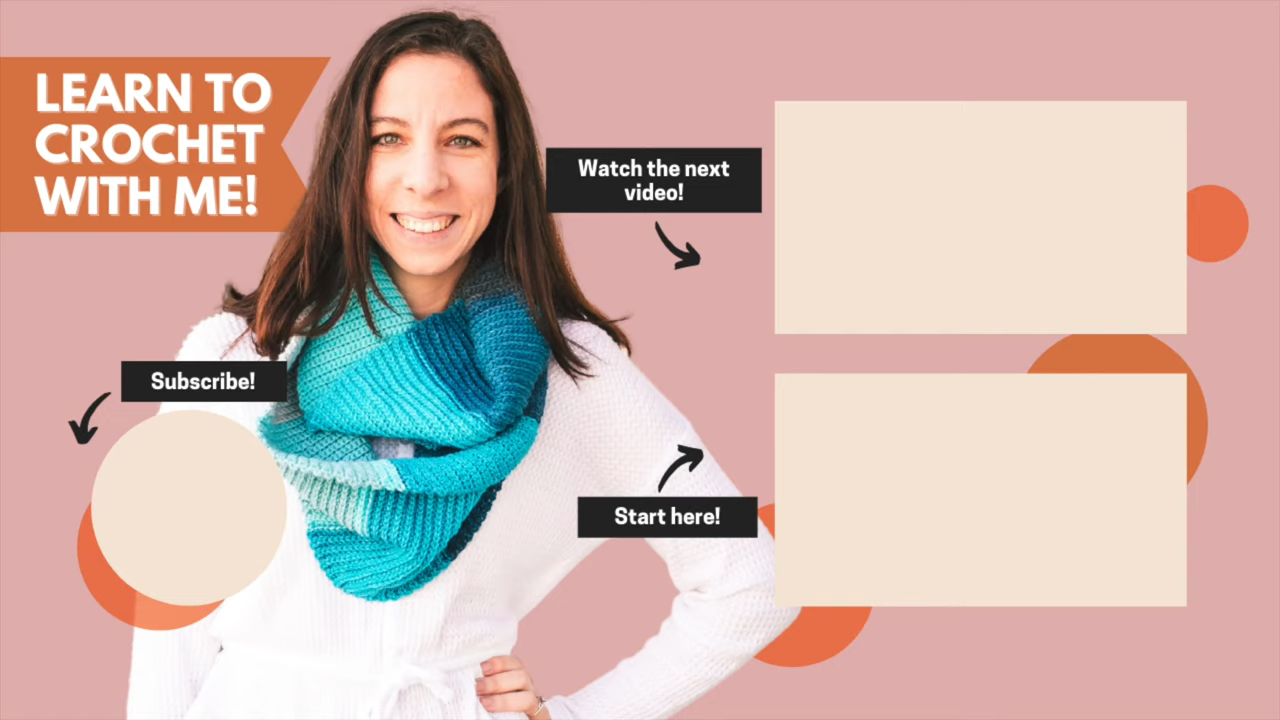 LEARN TO
CROCHET
WITH ME!
Watch the next
video!
Subscribe!
Start here!